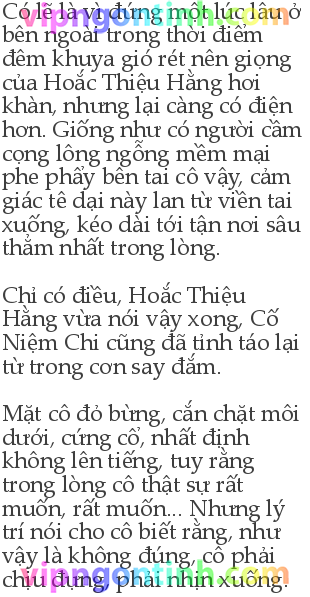 Có lẽ là vì đứng một lúc lâu ở
vipngontinh.com
bên ngoài trong thời điểm
đêm khuya gió rét nên giọng
của Hoắc Thiệu Hằng hơi
khàn, nhưng lại càng có điện
hơn. Giống như có người cầm
cọng lông ngỗng mềm mại
phe phẩy bên tai cô vậy, cảm
giác tê dại này lan từ viền tai
xuống, kéo dài tới tận nơi sâu
thẳm nhất trong lòng.
Chỉ có điều, Hoắc Thiệu
Hằng vừa nói vậy xong, Cố
Niệm Chi cũng đã tỉnh táo lại
từ trong cơn say đắm.
Mặt cô đỏ bừng, cắn chặt môi
dưới, cứng cổ, nhất định
không lên tiếng, tuy rằng
trong lòng cô thật sự rất
muốn, rất muốn... Nhưng lý
trí nói cho cô biết rằng, như
vậy là không đúng, cô phải
chịu đựng, phải nhịn xuống.
vipngontinh.com